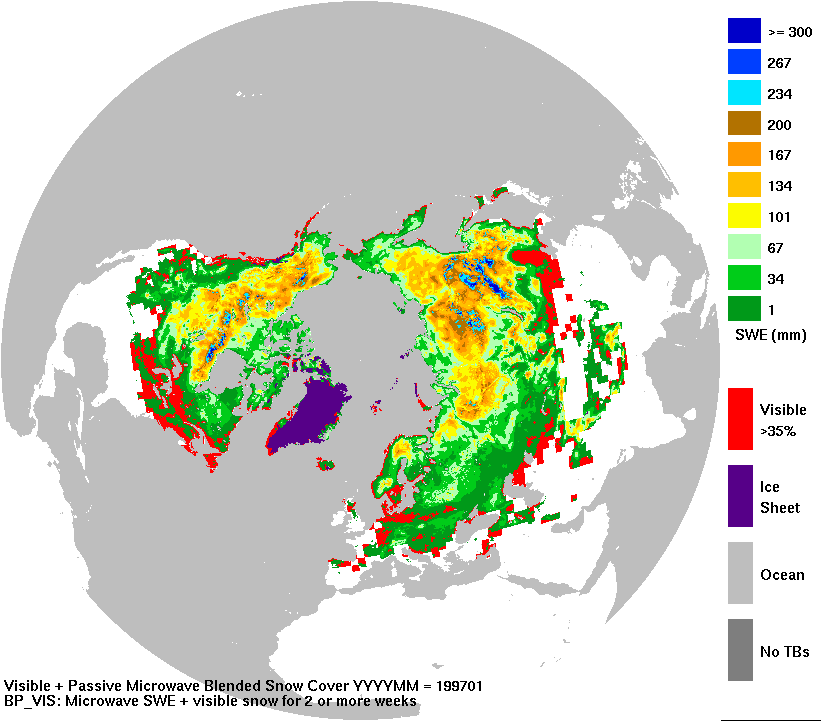 >= 300
267
234
200
167
134
101
67
34
1
SWE (mm)
Visible
>35%
Ice
Sheet
Ocean
No TBs
Visible + Passive Microwave Blended Snow Cover YYYYMM = 199701
BP_VIS: Microwave SWE + visible snow for 2 or more weeks